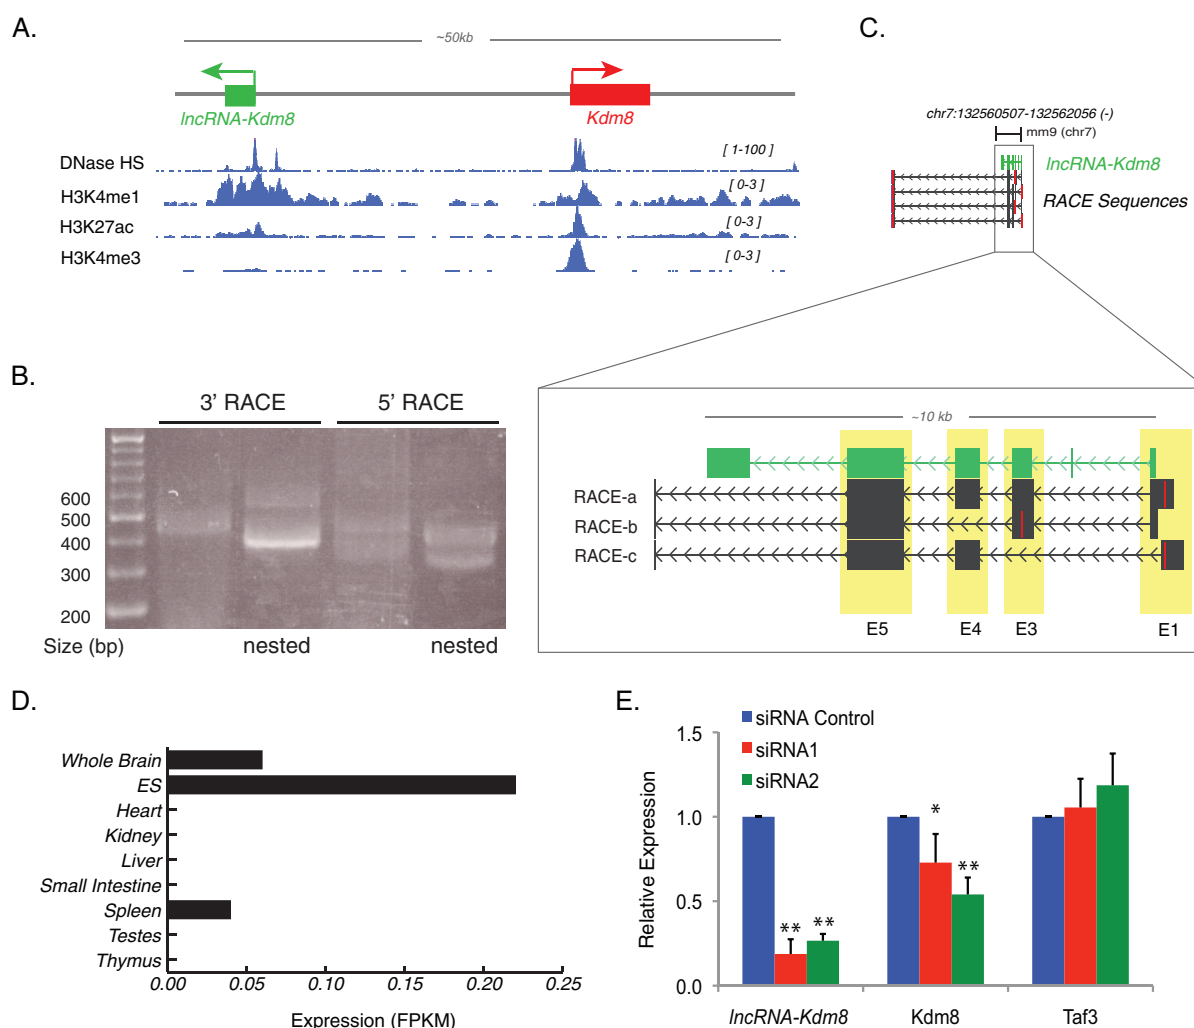 A.
~50kb
lncRNA-Kdm8
Kdm8
DNase HS
[ 1-100 ]
H3K4me1
[ 0-3 ]
H3K27ac
[ 0-3 ]
H3K4me3
[ 0-3 ]
B.
3' RACE
5' RACE
600
500
400
300
200
Size (bp)
nested
nested
C.
chr7:132560507-132562056 (-)
mm9 (chr7)
lncRNA-Kdm8
RACE Sequences
~10 kb
RACE-a
RACE-b
RACE-c
E5
E4
E3
E1
D.
Whole Brain
ES
Heart
Kidney
Liver
Small Intestine
Spleen
Testes
Thymus
0.00
0.05
0.10
0.15
0.20
0.25
Expression (FPKM)
E.
siRNA Control
siRNA1
siRNA2
Relative Expression
1.5
1.0
0.5
0.0
** **
* **
lncRNA-Kdm8
Kdm8
Taf3